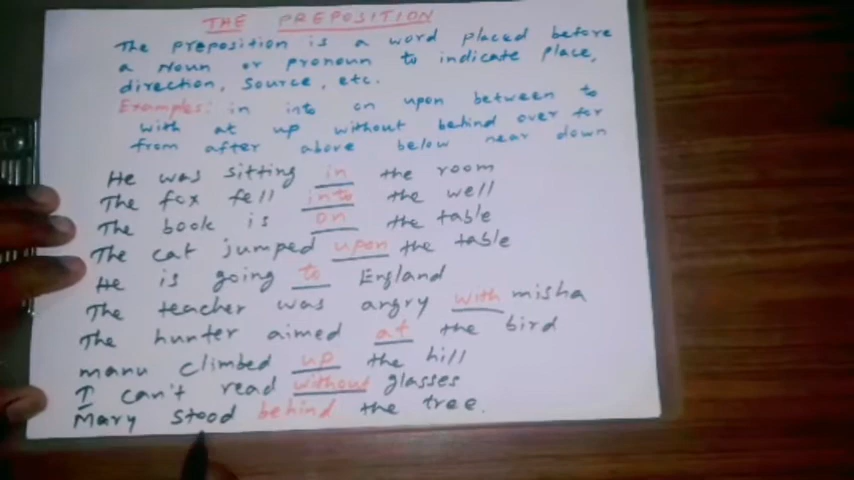 THE PREPOSITION
The preposition is a word placed before
a Noun or pronoun to indicate place,
direction, source, etc.
Examples: in into on upon between to
with at up without behind over for
from after above below near down
He was sitting in the room
The fox fell into the well
The book is on the table
The cat jumped upon the table
He is going to England
The teacher was angry with misha
The hunter aimed at the bird
manu climbed up the hill
I can't read without glasses
Mary stood behind the tree.